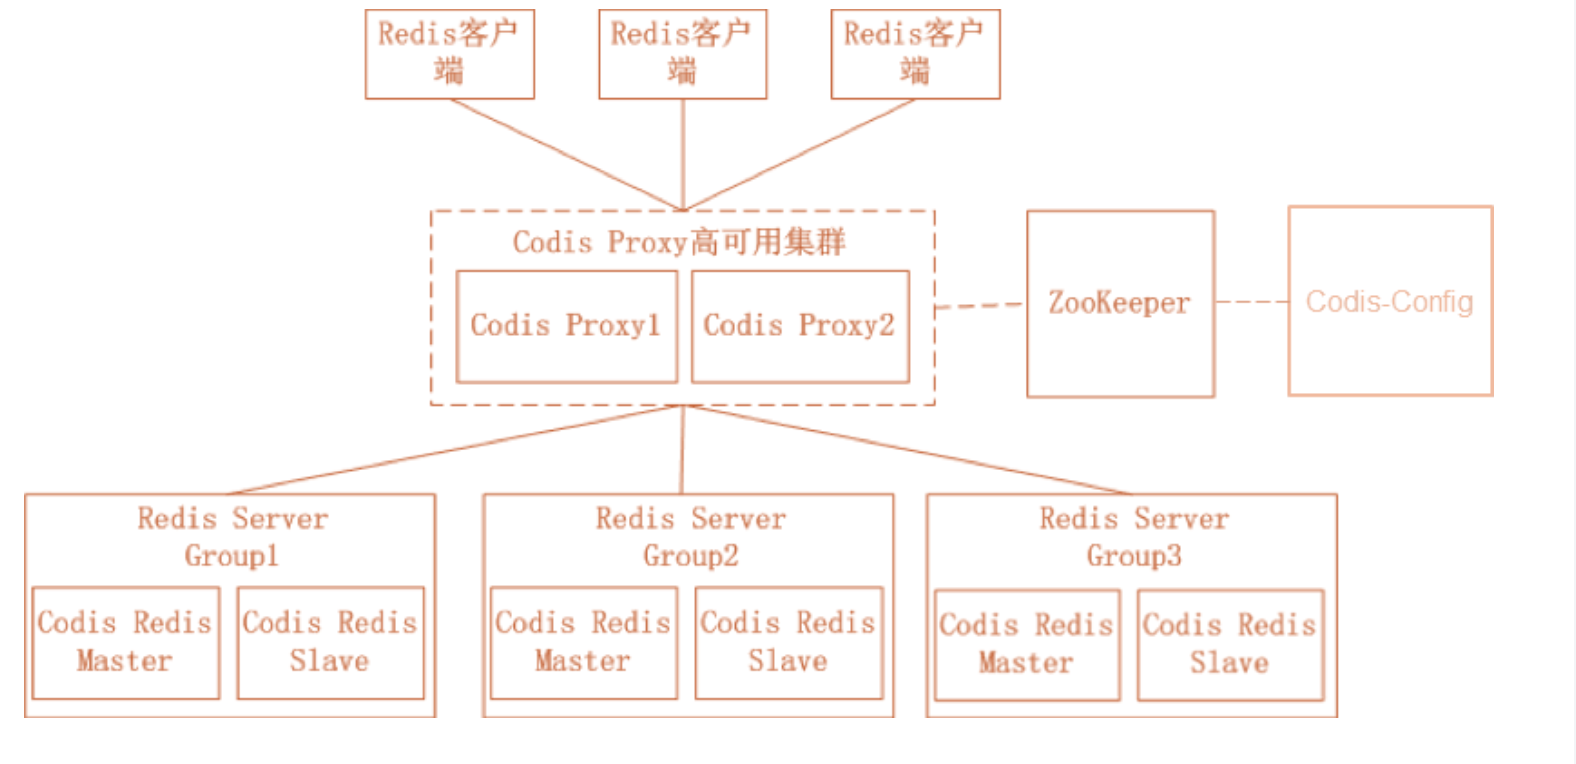 Redis客户
端
Redis客户
端
Redis客户
端
Codis Proxy高可用集群
Codis Proxy1
Codis Proxy2
ZooKeeper
Codis-Config
Redis Server
Group1
Codis Redis
Master
Codis Redis
Slave
Redis Server
Group2
Codis Redis
Master
Codis Redis
Slave
Redis Server
Group3
Codis Redis
Master
Codis Redis
Slave